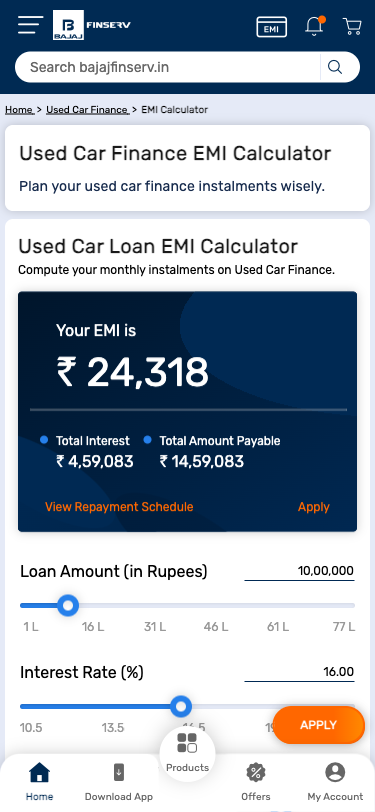 BAJAJ FINSERV
EMI
Search bajajfinserv.in
Home > Used Car Finance > EMI Calculator
Used Car Finance EMI Calculator
Plan your used car finance instalments wisely.
Used Car Loan EMI Calculator
Compute your monthly instalments on Used Car Finance.
Your EMI is
₹ 24,318
Total Interest Total Amount Payable
₹ 4,59,083 ₹ 14,59,083
View Repayment Schedule Apply
Loan Amount (in Rupees) 10,00,000
1 L 16 L 31 L 46 L 61 L 77 L
Interest Rate (%) 16.00
10.5 13.5
APPLY
Products
Home Download App Offers My Account